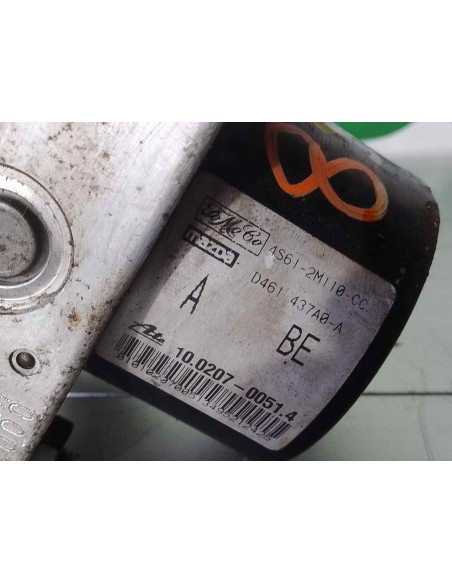 FoMoCo 4S61-2M110-CC
mazda D461 437A0-A
A BE
Ate 10.0207-0051.4